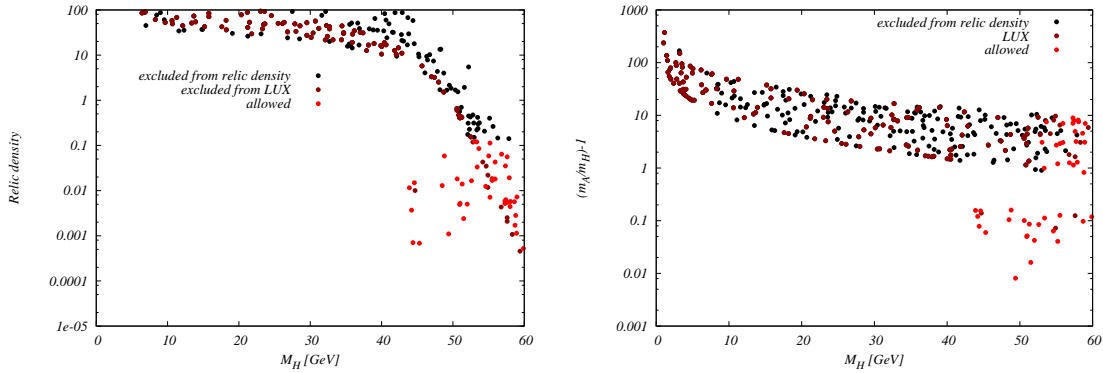 100
10
1
0.1
0.01
0.001
0.0001
1e-05
Relic density
excluded from relic density
excluded from LUX
allowed
0 10 20 30 40 50 60
M_H [GeV]
1000
100
10
1
0.1
0.01
0.001
(m_A/m_H)-1
excluded from relic density
LUX
allowed
0 10 20 30 40 50 60
M_H [GeV]